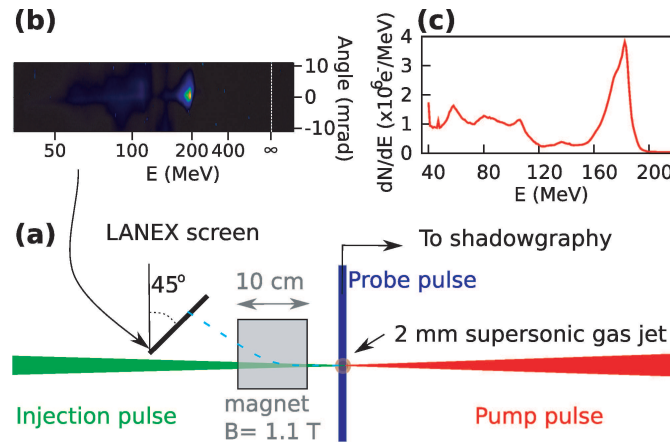 (b)
(c)
10
0
-10
Angle (mrad)
50
100
200
400
∞
E (MeV)
dN/dE (x10⁶e⁻/MeV)
4
3
2
1
0
40
80
120
160
200
E (MeV)
(a)
LANEX screen
45°
10 cm
To shadowgraphy
Probe pulse
2 mm supersonic gas jet
Injection pulse
magnet
B= 1.1 T
Pump pulse